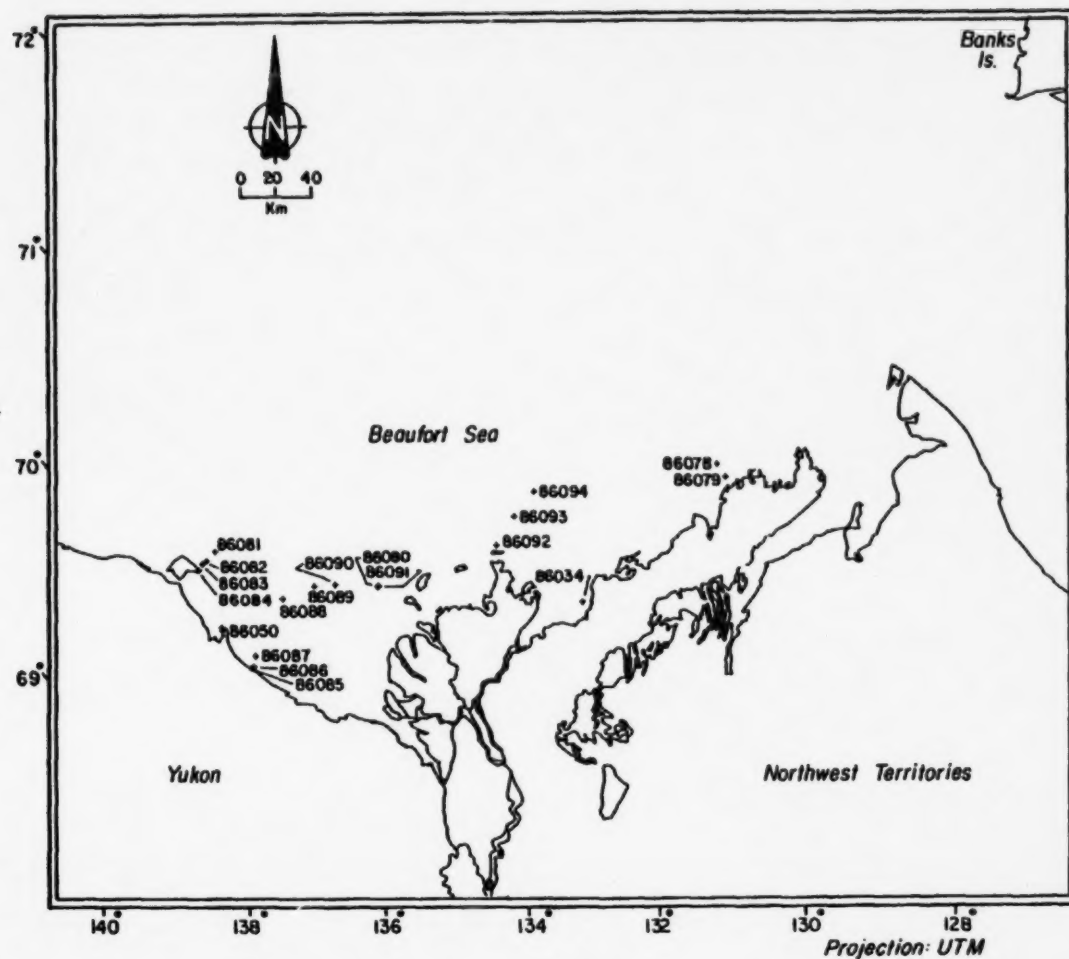 72°
Banks
Is.
N
0 20 40
Km
71°
Beaufort Sea
70°
86078
86079
86094
86093
86092
86081
86082
86083
86084
86090
86080
86091
86034
86089
86088
86050
86087
86086
86085
69°
Yukon
Northwest Territories
140° 138° 136° 134° 134° 132° 130° 128°
Projection: UTM